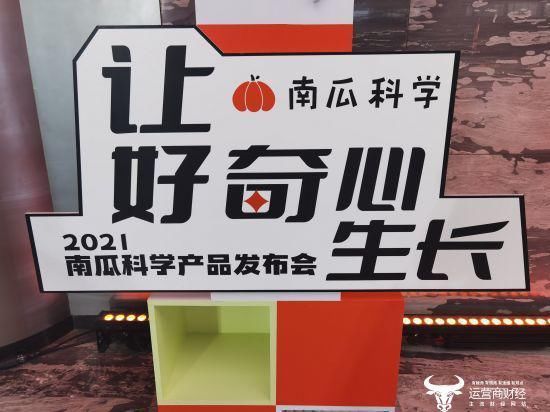 让
南瓜科学
好奇心
生长
2021
南瓜科学产品发布会
运营商财经